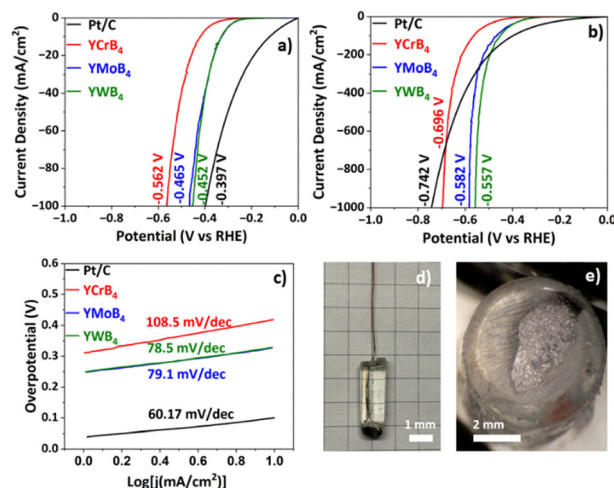 Pt/C
YCrB₄
YMoB₄
YWB₄
a)
-0.562 V
-0.465 V
-0.452 V
-0.397 V
0
-20
-40
-60
-80
-100
Current Density (mA/cm²)
-1.0
-0.8
-0.6
-0.4
-0.2
0.0
Potential (V vs RHE)
Pt/C
YCrB₄
YMoB₄
YWB₄
b)
-0.696 V
-0.742 V
-0.582 V
-0.557 V
0
-200
-400
-600
-800
-1000
Current Density (mA/cm²)
-1.0
-0.8
-0.6
-0.4
-0.2
0.0
Potential (V vs RHE)
Pt/C
YCrB₄
YMoB₄
YWB₄
c)
108.5 mV/dec
78.5 mV/dec
79.1 mV/dec
60.17 mV/dec
0.6
0.5
0.4
0.3
0.2
0.1
0.0
Overpotential (V)
0.0
0.2
0.4
0.6
0.8
1.0
Log[j(mA/cm²)]
d)
1 mm
e)
2 mm